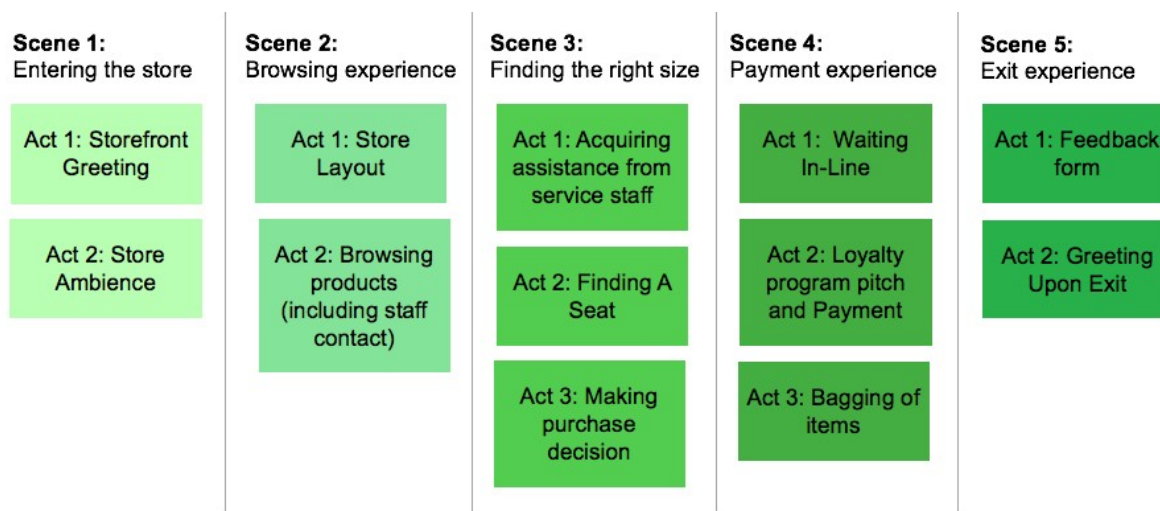 Scene 1:
Entering the store
Act 1: Storefront
Greeting
Act 2: Store
Ambience
Scene 2:
Browsing experience
Act 1: Store
Layout
Act 2: Browsing
products
(including staff
contact)
Scene 3:
Finding the right size
Act 1: Acquiring
assistance from
service staff
Act 2: Finding A
Seat
Act 3: Making
purchase
decision
Scene 4:
Payment experience
Act 1: Waiting
In-Line
Act 2: Loyalty
program pitch
and Payment
Act 3: Bagging of
items
Scene 5:
Exit experience
Act 1: Feedback
form
Act 2: Greeting
Upon Exit